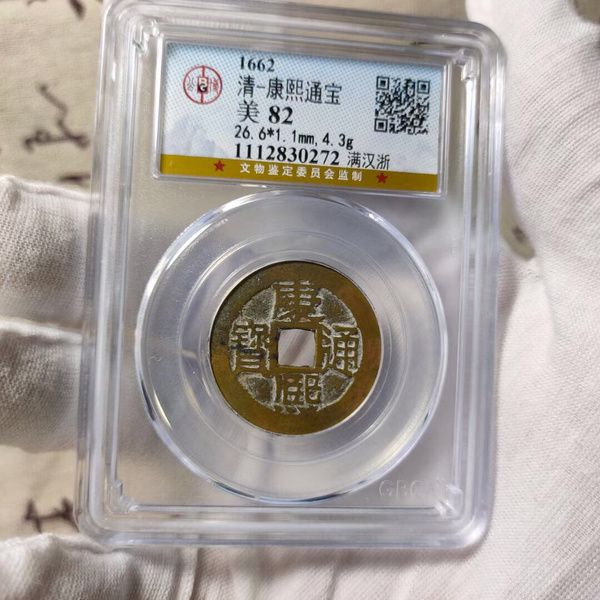 1662
清-康熙通宝
美 82
26.6*1.1mm,4.3g
1112830272 满汉浙
★ 文物鉴定委员会监制 ★
康熙通寶
GBCA